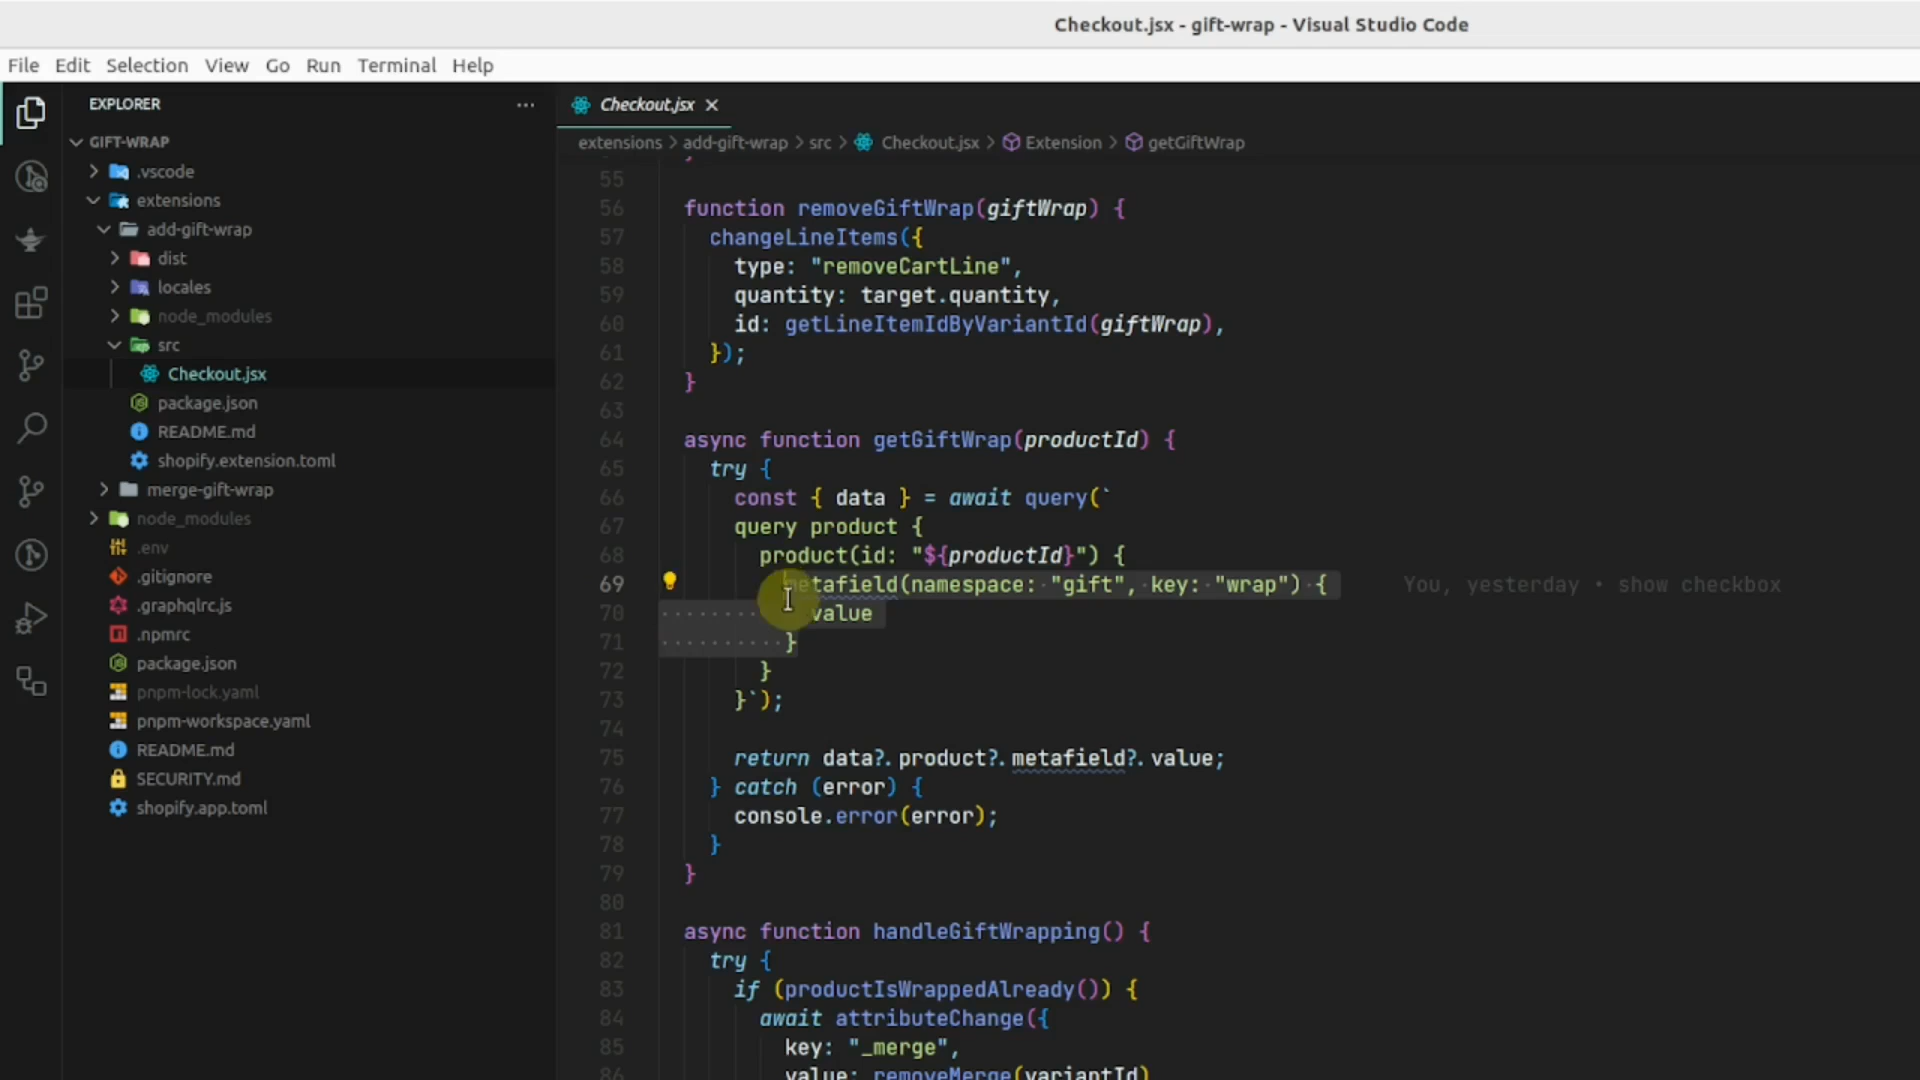 Checkout.jsx - gift-wrap - Visual Studio Code
File Edit Selection View Go Run Terminal Help
EXPLORER
GIFT-WRAP
.vscode
extensions
add-gift-wrap
dist
locales
node_modules
src
Checkout.jsx
package.json
README.md
shopify.extension.toml
merge-gift-wrap
node_modules
.env
.gitignore
.graphqlrc.js
.npmrc
package.json
pnpm-lock.yaml
pnpm-workspace.yaml
README.md
SECURITY.md
shopify.app.toml
Checkout.jsx
extensions > add-gift-wrap > src > Checkout.jsx > Extension > getGiftWrap
55
56 function removeGiftWrap(giftWrap) {
57 changeLineItems({
58 type: "removeCartLine",
59 quantity: target.quantity,
60 id: getLineItemIdByVariantId(giftWrap),
61 });
62 }
63
64 async function getGiftWrap(productId) {
65 try {
66 const { data } = await query(`
67 query product {
68 product(id: "${productId}") {
69 metafield(namespace: "gift", key: "wrap") { You, yesterday • show checkbox
70 value
71 }
72 }
73 }`);
74
75 return data?.product?.metafield?.value;
76 } catch (error) {
77 console.error(error);
78 }
79 }
80
81 async function handleGiftWrapping() {
82 try {
83 if (productIsWrappedAlready()) {
84 await attributeChange({
85 key: "_merge",
86 value: removeMerge(variantId)